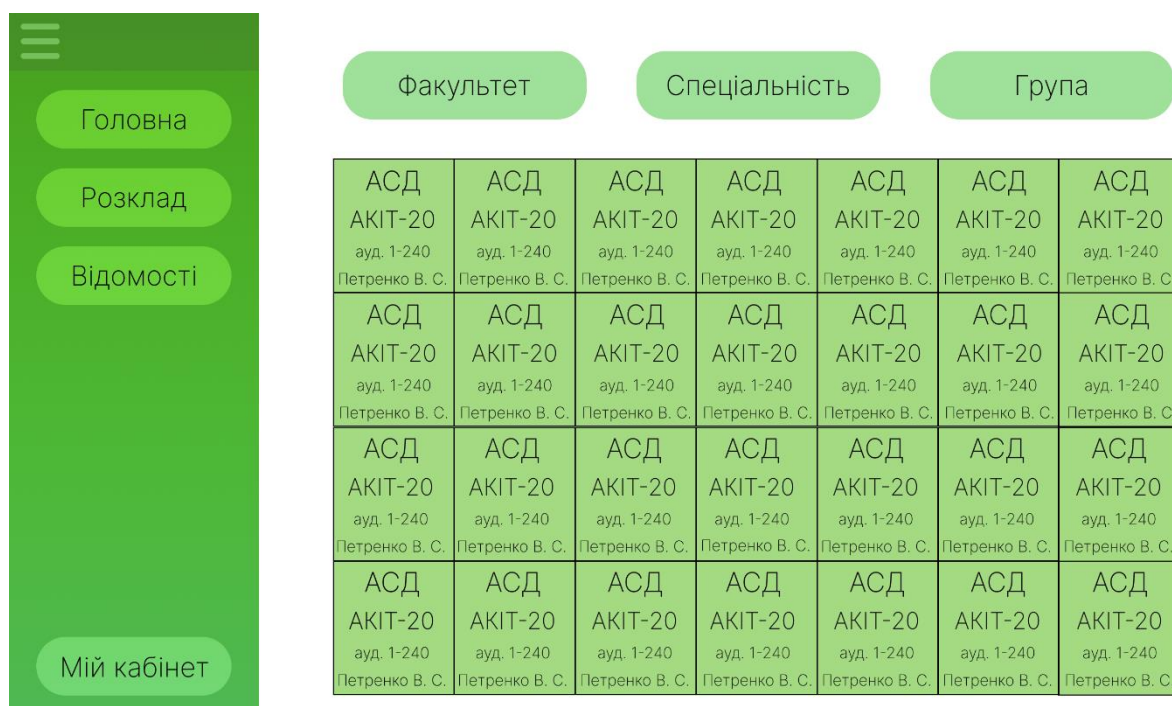 Головна
Розклад
Відомості
Мій кабінет
Факультет Спеціальність Група
АСД АСД АСД АСД АСД АСД АСД
АКІТ-20 АКІТ-20 АКІТ-20 АКІТ-20 АКІТ-20 АКІТ-20 АКІТ-20
ауд. 1-240 ауд. 1-240 ауд. 1-240 ауд. 1-240 ауд. 1-240 ауд. 1-240 ауд. 1-240
Петренко В. С. Петренко В. С. Петренко В. С. Петренко В. С. Петренко В. С. Петренко В. С. Петренко В. С
АСД АСД АСД АСД АСД АСД АСД
АКІТ-20 АКІТ-20 АКІТ-20 АКІТ-20 АКІТ-20 АКІТ-20 АКІТ-20
ауд. 1-240 ауд. 1-240 ауд. 1-240 ауд. 1-240 ауд. 1-240 ауд. 1-240 ауд. 1-240
Петренко В. С. Петренко В. С. Петренко В. С. Петренко В. С. Петренко В. С. Петренко В. С. Петренко В. С
АСД АСД АСД АСД АСД АСД АСД
АКІТ-20 АКІТ-20 АКІТ-20 АКІТ-20 АКІТ-20 АКІТ-20 АКІТ-20
ауд. 1-240 ауд. 1-240 ауд. 1-240 ауд. 1-240 ауд. 1-240 ауд. 1-240 ауд. 1-240
Петренко В. С. Петренко В. С. Петренко В. С. Петренко В. С. Петренко В. С. Петренко В. С. Петренко В. С.
АСД АСД АСД АСД АСД АСД АСД
АКІТ-20 АКІТ-20 АКІТ-20 АКІТ-20 АКІТ-20 АКІТ-20 АКІТ-20
ауд. 1-240 ауд. 1-240 ауд. 1-240 ауд. 1-240 ауд. 1-240 ауд. 1-240 ауд. 1-240
Петренко В. С. Петренко В. С. Петренко В. С. Петренко В. С. Петренко В. С. Петренко В. С. Петренко В. С